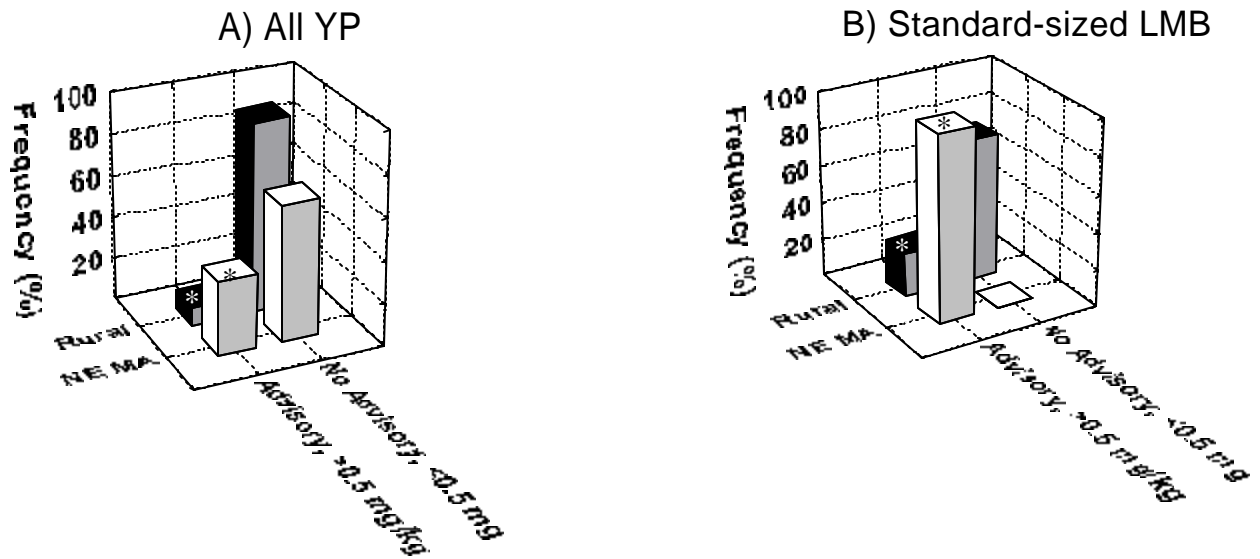 A) All YP
Frequency (%)
100
80
60
40
20
Rural
NE MA
Advisory, >0.5 mg/kg
No Advisory, <0.5 mg
*
*
B) Standard-sized LMB
Frequency (%)
100
80
60
40
20
Rural
NE MA
Advisory, >0.5 mg/kg
No Advisory, <0.5 mg
*
*